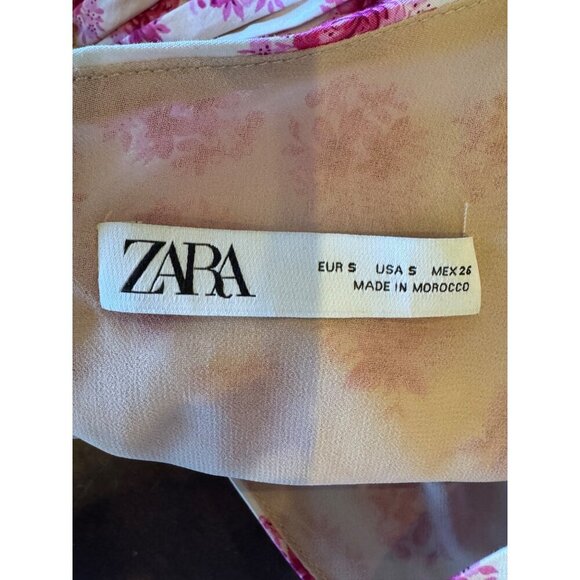 ZARA
EUR S USA S MEX 26
MADE IN MOROCCO